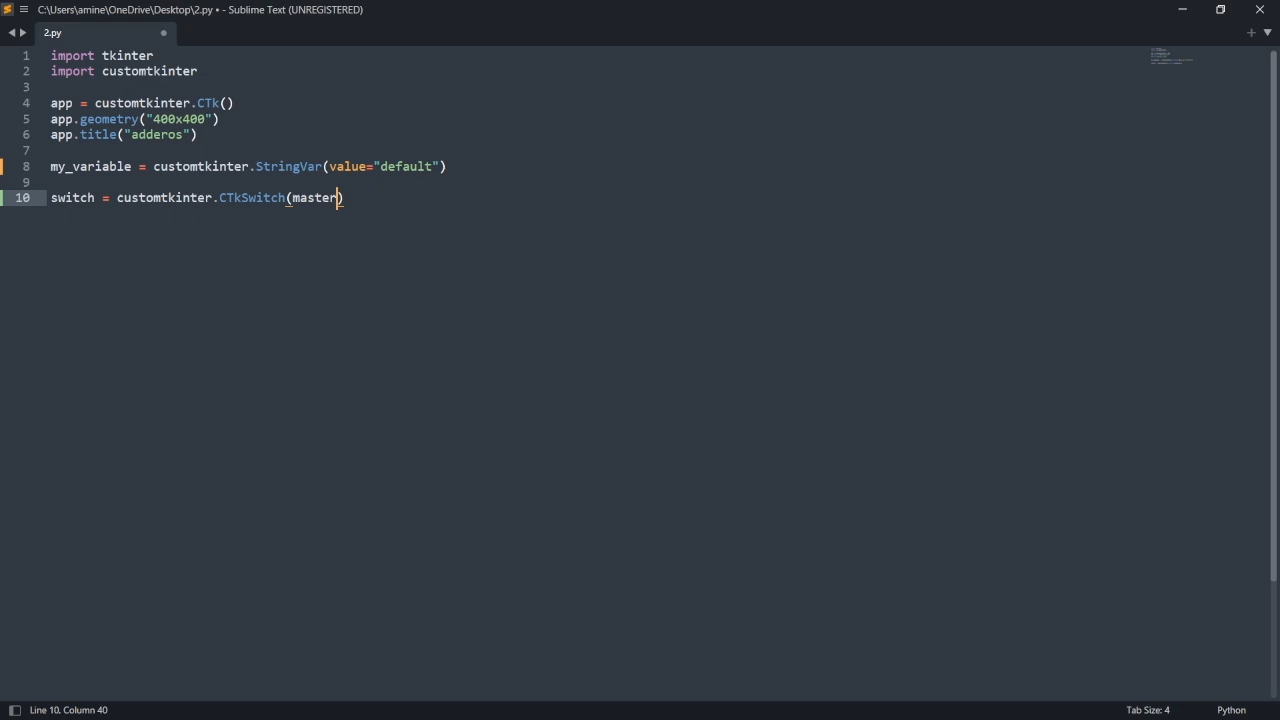 C:\Users\amine\OneDrive\Desktop\2.py • - Sublime Text (UNREGISTERED)
2.py
1 import tkinter
2 import customtkinter
3
4 app = customtkinter.CTk()
5 app.geometry("400x400")
6 app.title("adderos")
7
8 my_variable = customtkinter.StringVar(value="default")
9
10 switch = customtkinter.CTkSwitch(master)
Line 10, Column 40
Tab Size: 4
Python